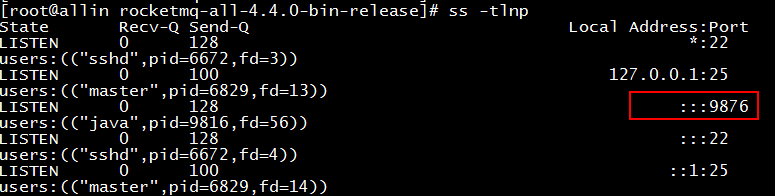 [root@allin rocketmq-all-4.4.0-bin-release]# ss -tlnp
State Recv-Q Send-Q Local Address:Port
LISTEN 0 128 *:22
users:(("sshd",pid=6672,fd=3))
LISTEN 0 100 127.0.0.1:25
users:(("master",pid=6829,fd=13))
LISTEN 0 128 :::9876
users:(("java",pid=9816,fd=56))
LISTEN 0 128 :::22
users:(("sshd",pid=6672,fd=4))
LISTEN 0 100 ::1:25
users:(("master",pid=6829,fd=14))